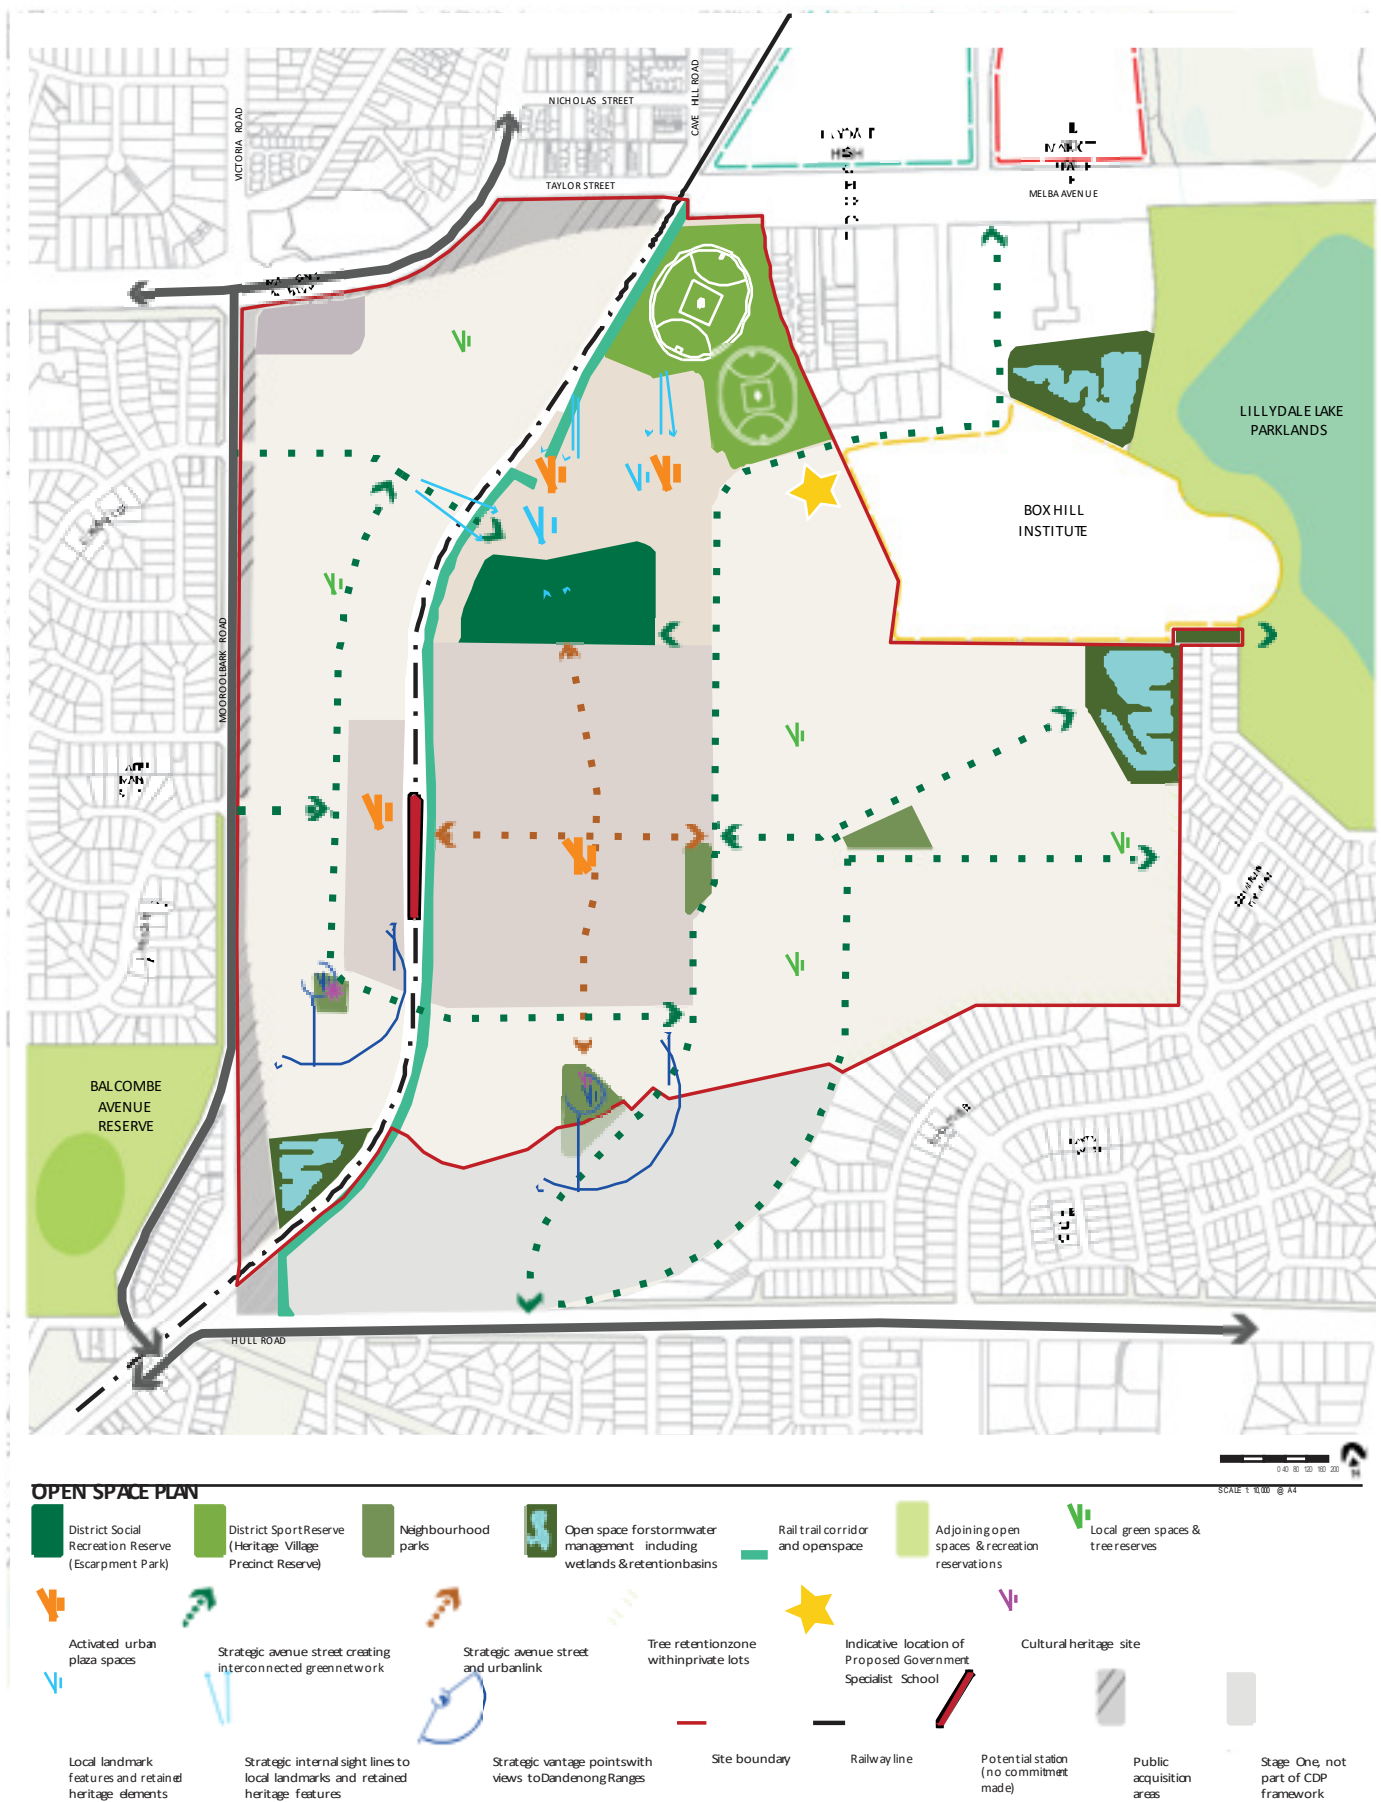 NICHOLAS STREET
CAVE HILL ROAD
VICTORIA ROAD
TAYLOR STREET
MELBA AVENUE
LILLYDALE LAKE
PARKLANDS
BOX HILL
INSTITUTE
MOOROOLBARK ROAD
BALCOMBE
AVENUE
RESERVE
HULL ROAD
0 40 80 120 160 200
SCALE 1: 10,000 @ A4
OPEN SPACE PLAN
District Social
Recreation Reserve
(Escarpment Park)
District Sport Reserve
(Heritage Village
Precinct Reserve)
Neighbourhood
parks
Open space for stormwater
management including
wetlands & retention basins
Rail trail corridor
and open space
Adjoining open
spaces & recreation
reservations
Local green spaces &
tree reserves
Activated urban
plaza spaces
Strategic avenue street creating
interconnected green network
Strategic avenue street
and urban link
Tree retention zone
within private lots
Indicative location of
Proposed Government
Specialist School
Cultural heritage site
Local landmark
features and retained
heritage elements
Strategic internal sight lines to
local landmarks and retained
heritage features
Strategic vantage points with
views to Dandenong Ranges
Site boundary
Railway line
Potential station
(no commitment
made)
Public
acquisition
areas
Stage One, not
part of CDP
framework